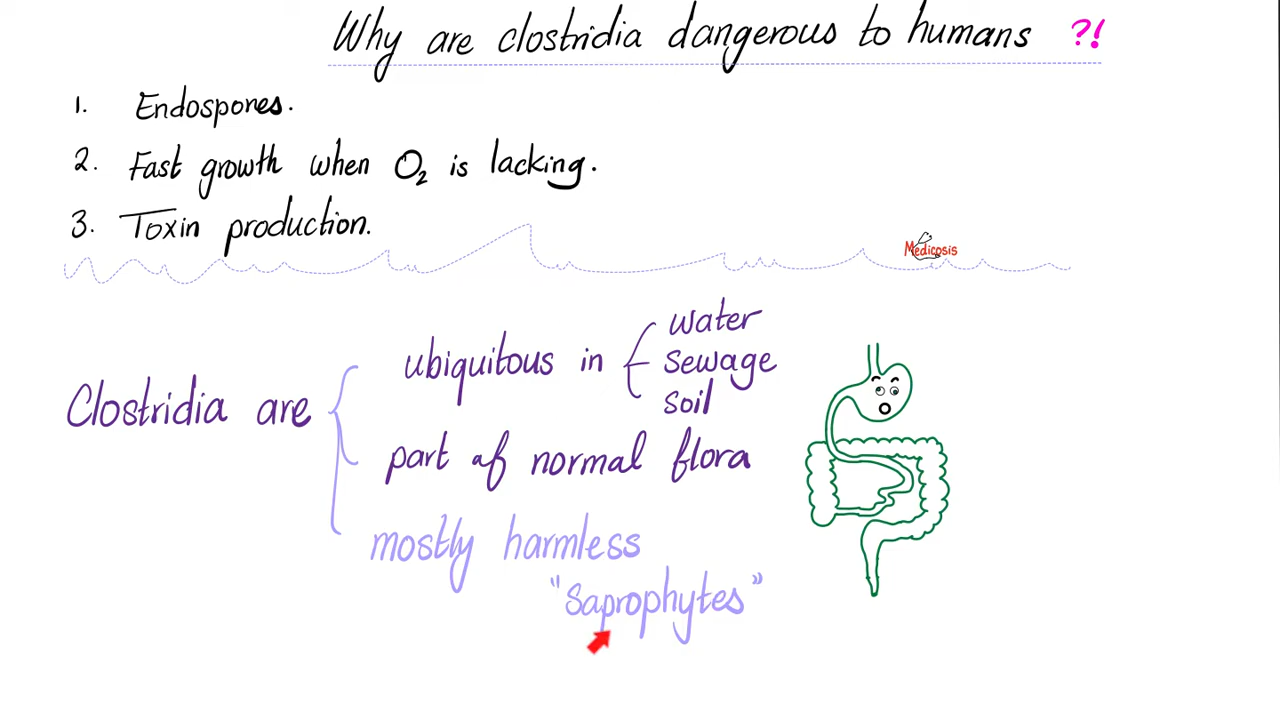 Why are clostridia dangerous to humans ?!
1. Endospores.
2. Fast growth when O₂ is lacking.
3. Toxin production.
Medicosis
Clostridia are
ubiquitous in
water
sewage
soil
part of normal flora
mostly harmless
"saprophytes"